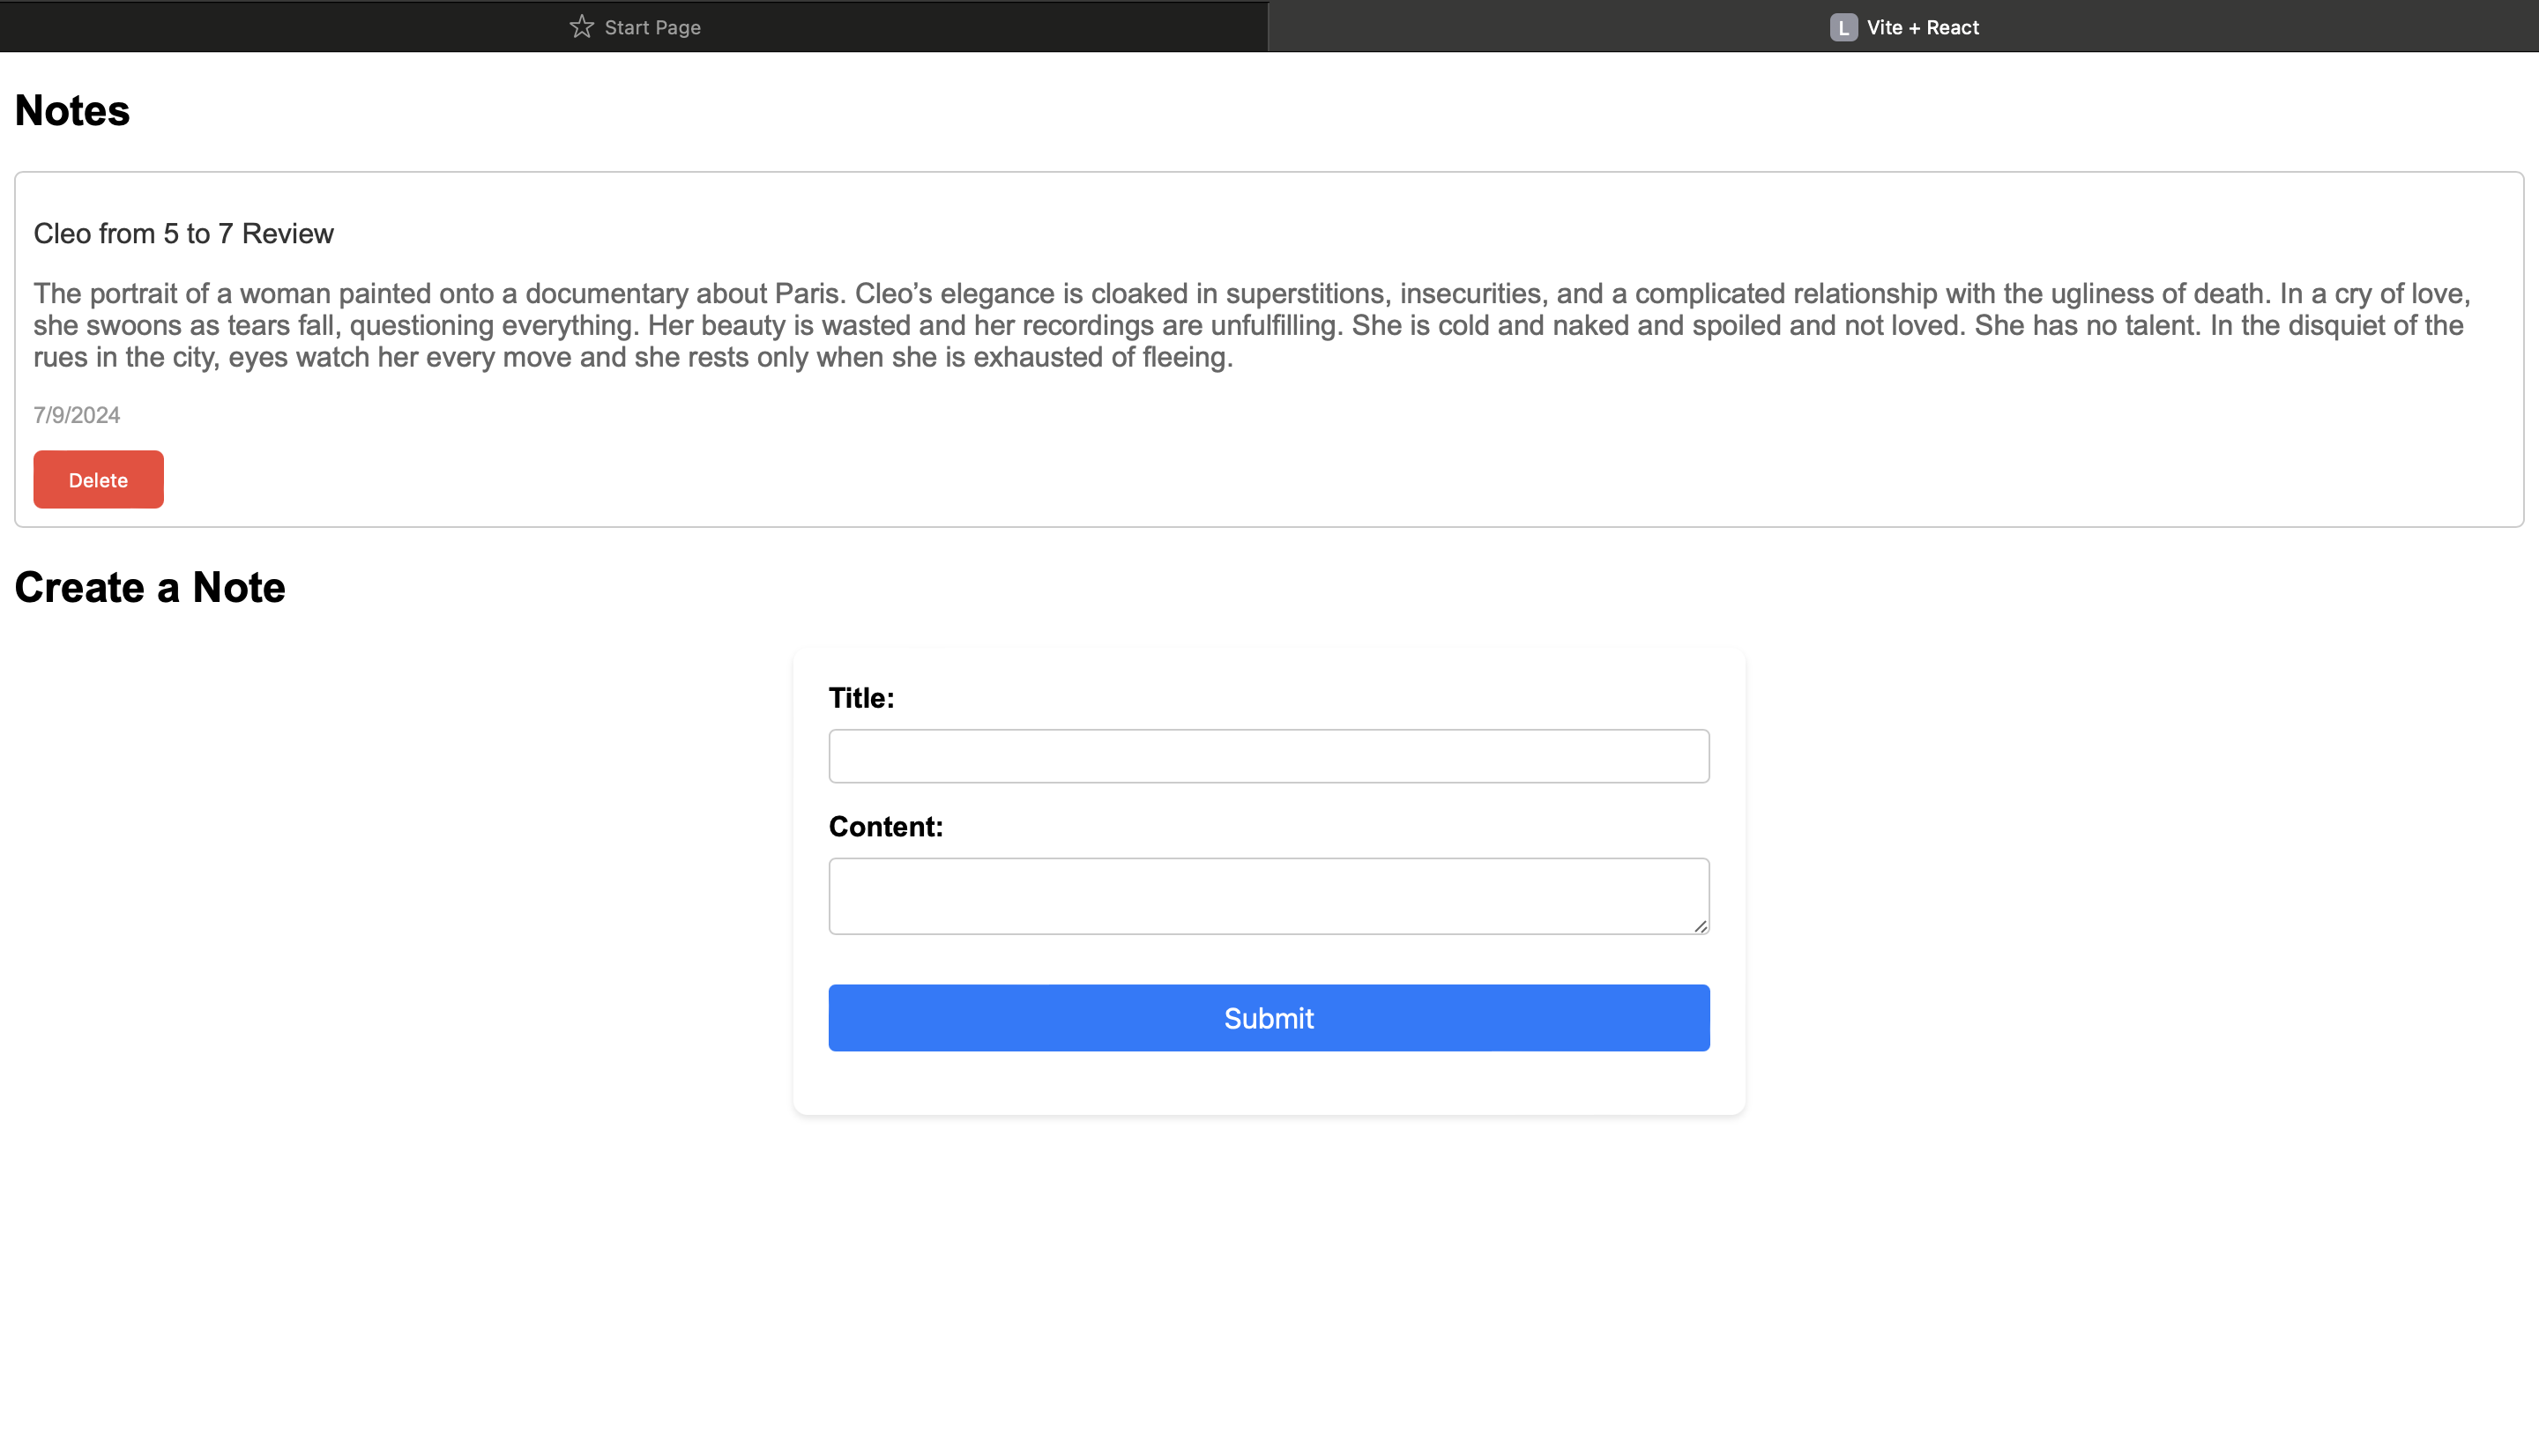 Start Page
L Vite + React
Notes
Cleo from 5 to 7 Review
The portrait of a woman painted onto a documentary about Paris. Cleo’s elegance is cloaked in superstitions, insecurities, and a complicated relationship with the ugliness of death. In a cry of love,
she swoons as tears fall, questioning everything. Her beauty is wasted and her recordings are unfulfilling. She is cold and naked and spoiled and not loved. She has no talent. In the disquiet of the
rues in the city, eyes watch her every move and she rests only when she is exhausted of fleeing.
7/9/2024
Delete
Create a Note
Title:
Content:
Submit